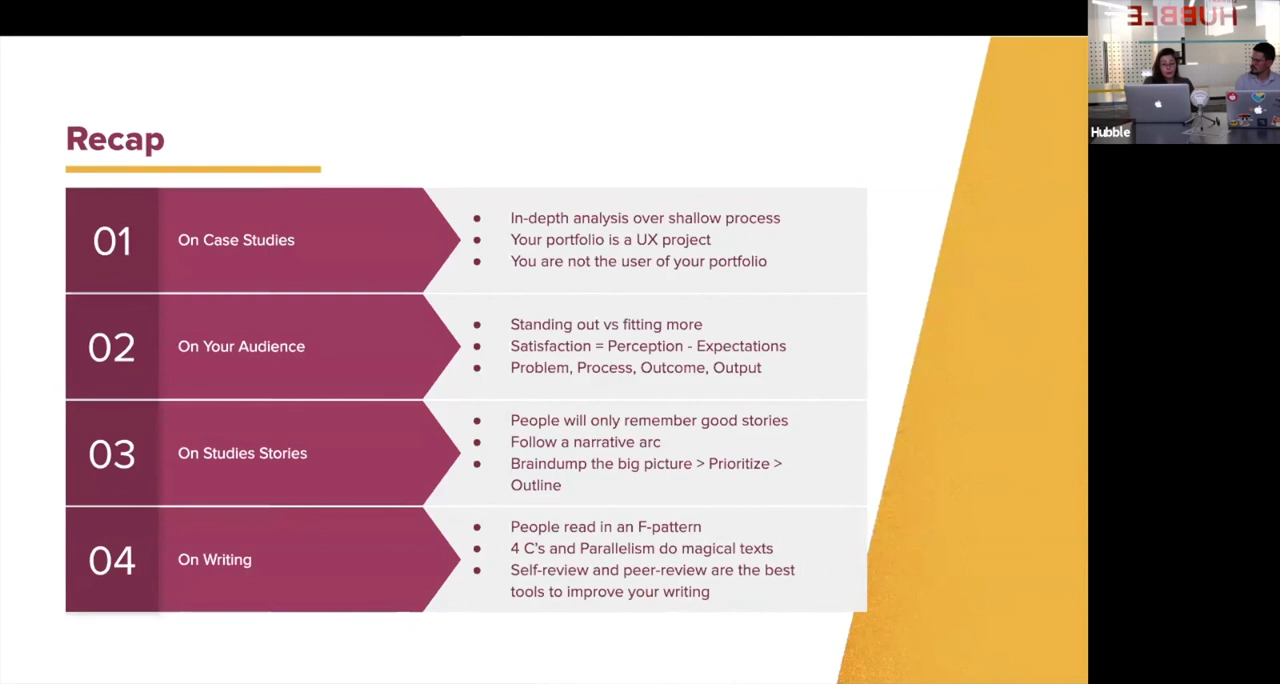 HUBBLE
Hubble
Recap
01
On Case Studies
● In-depth analysis over shallow process
● Your portfolio is a UX project
● You are not the user of your portfolio
02
On Your Audience
● Standing out vs fitting more
● Satisfaction = Perception - Expectations
● Problem, Process, Outcome, Output
03
On Studies Stories
● People will only remember good stories
● Follow a narrative arc
● Braindump the big picture > Prioritize >
Outline
04
On Writing
● People read in an F-pattern
● 4 C's and Parallelism do magical texts
● Self-review and peer-review are the best
tools to improve your writing